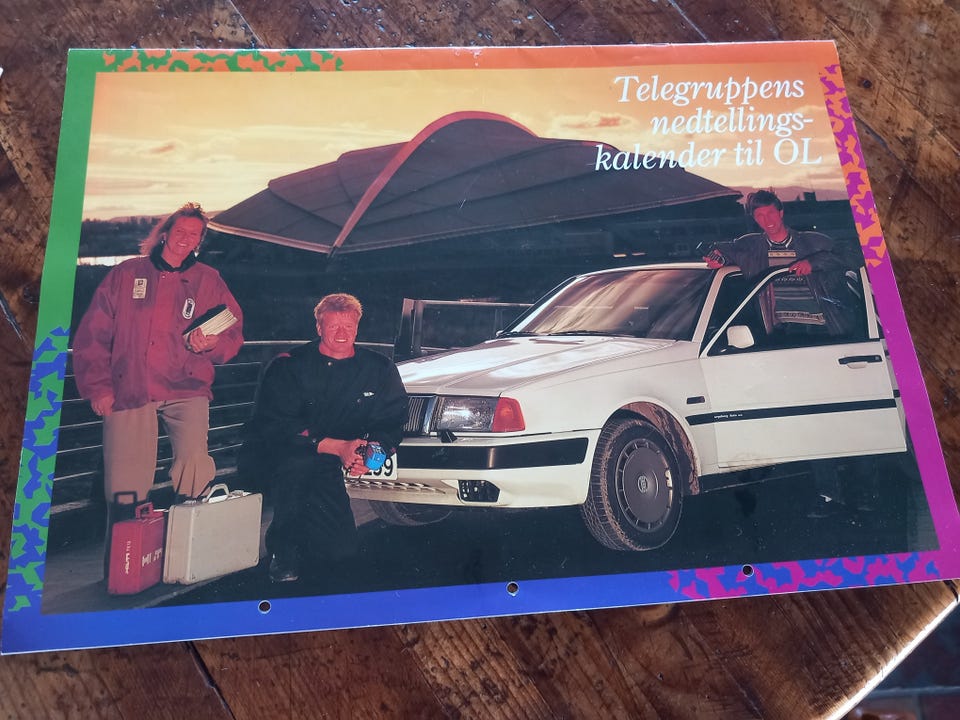 Telegruppens
nedtellings-
kalender til OL